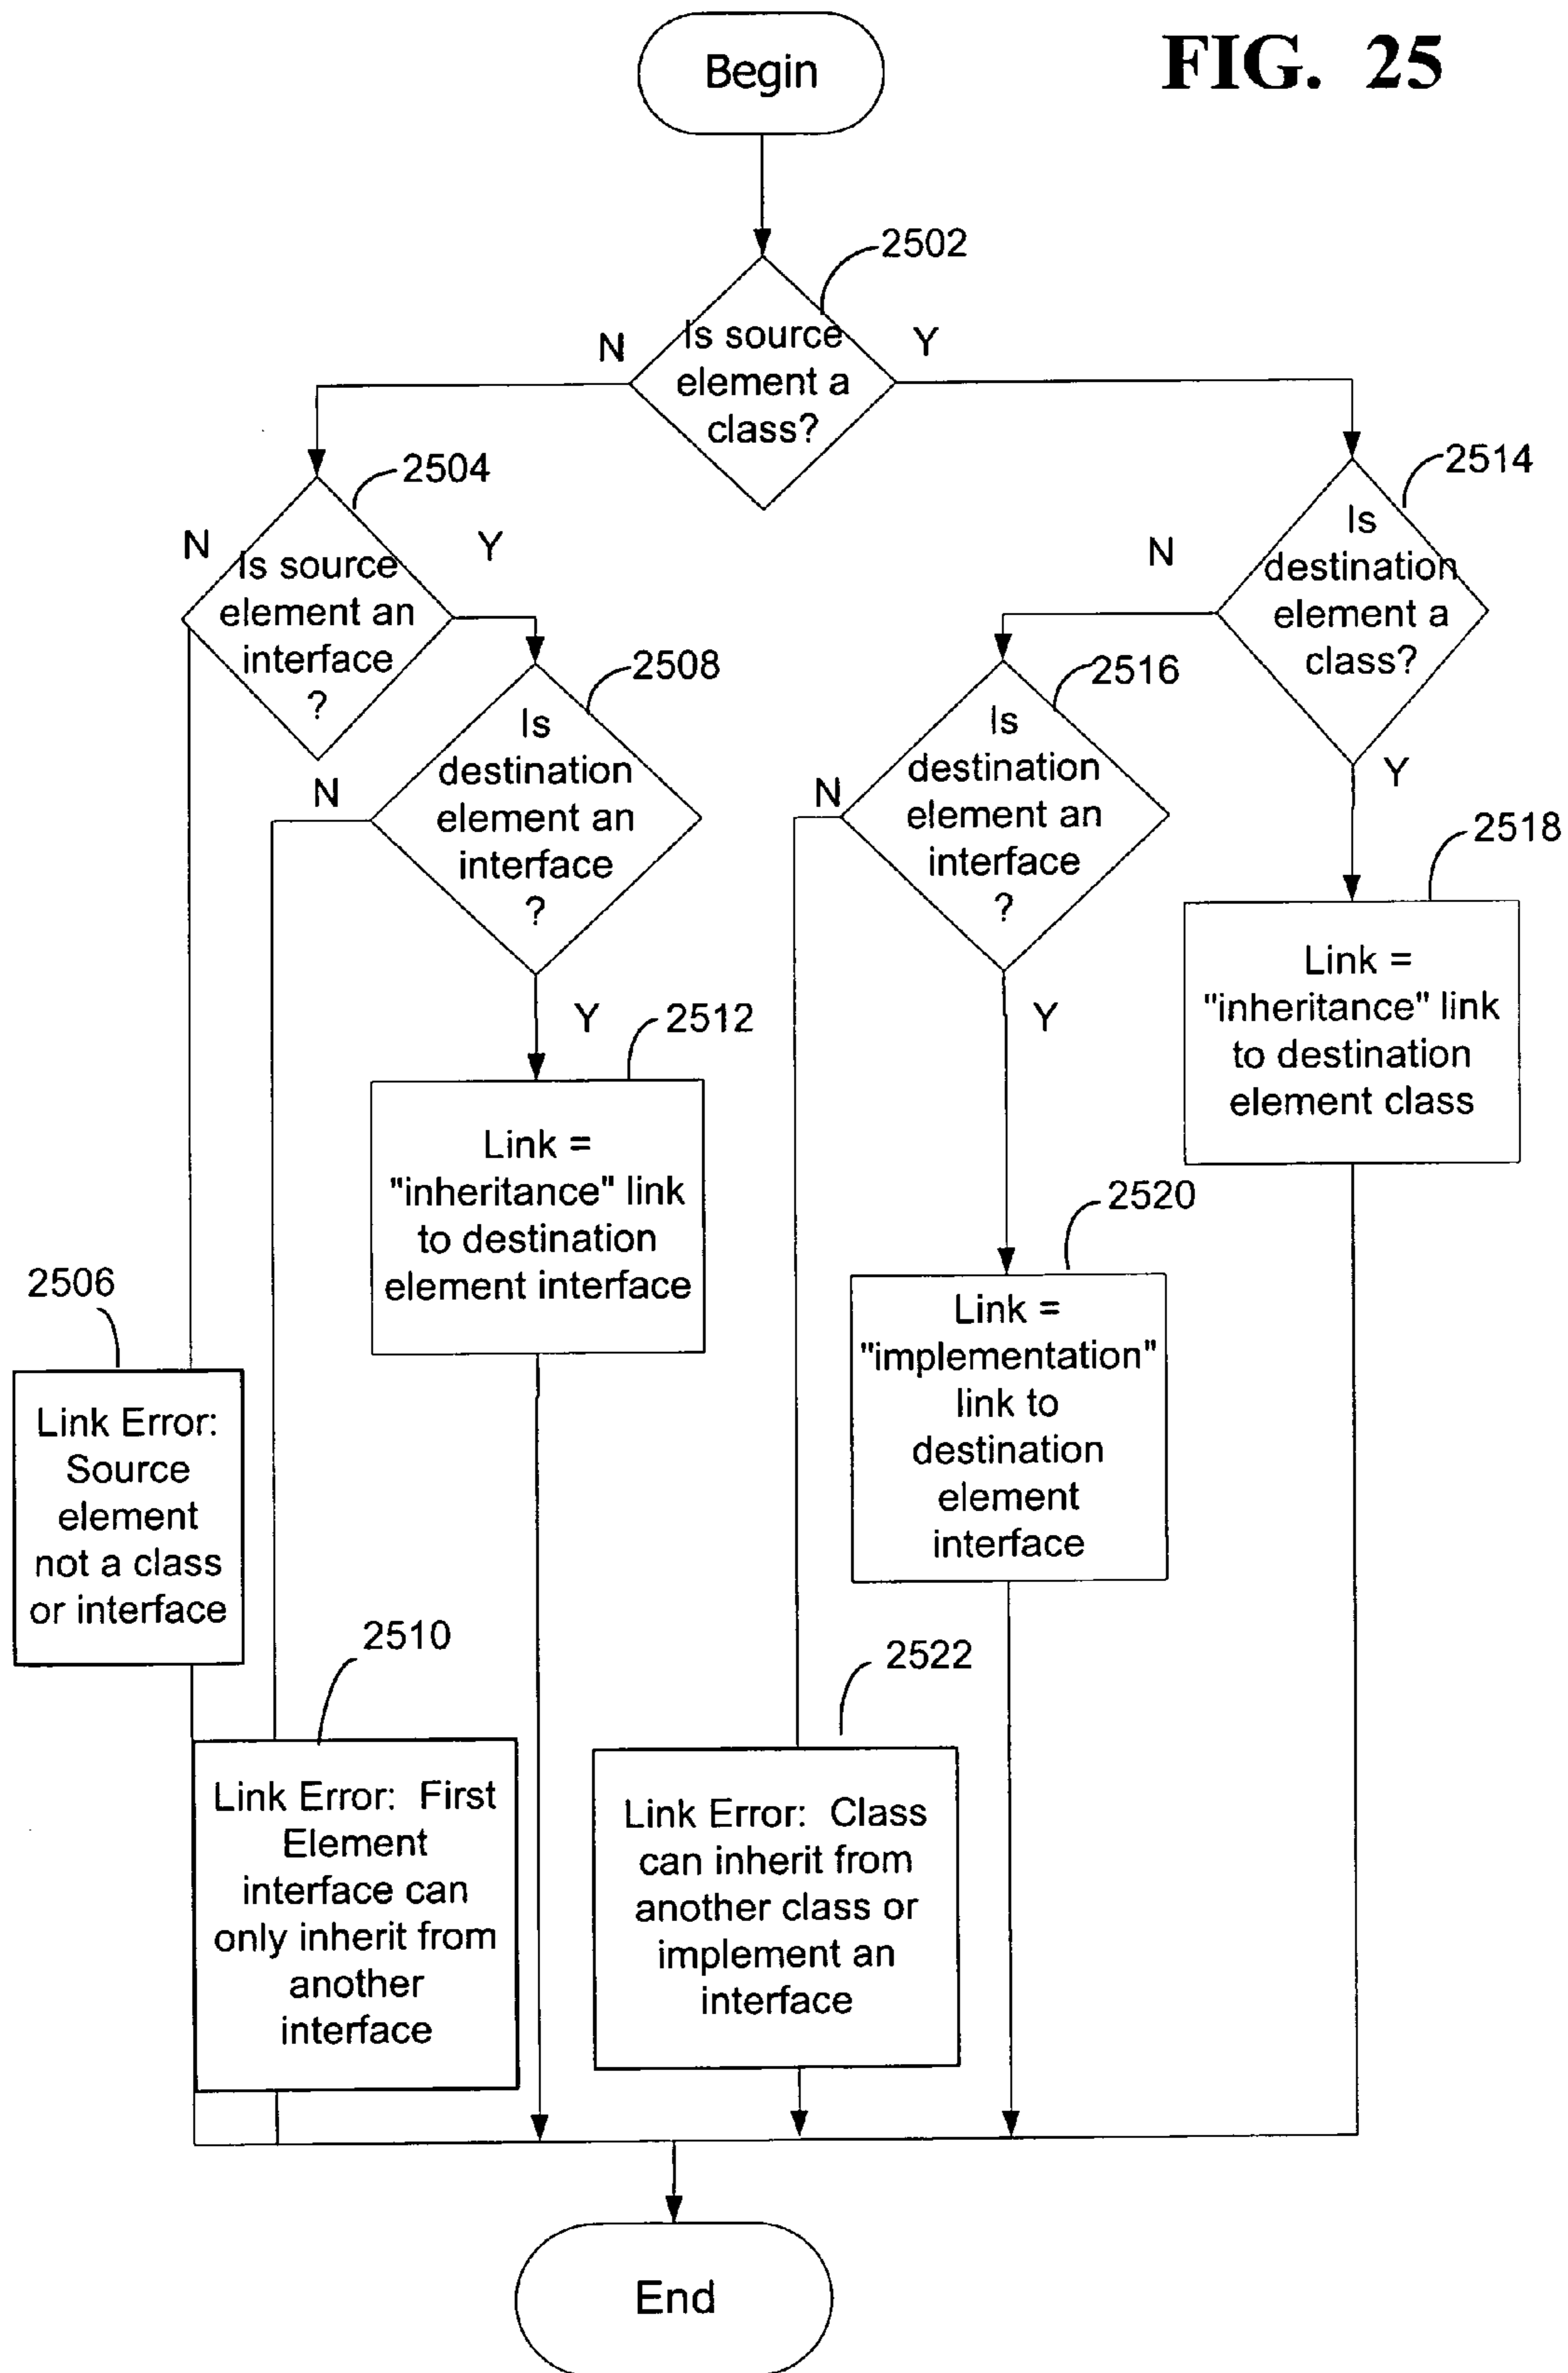 Begin
FIG. 25
2502
N
Y
Is source
element a
class?
2504
2514
N
Y
Is source
element an
interface
?
N
Is
destination
element a
class?
Y
2508
N
Is
destination
element an
interface
?
Y
2516
N
Is
destination
element an
interface
?
Y
2518
Link =
"inheritance" link
to destination
element class
2512
Link =
"inheritance" link
to destination
element interface
2520
Link =
"implementation"
link to
destination
element
interface
2506
Link Error:
Source
element
not a class
or interface
2510
Link Error: First
Element
interface can
only inherit from
another
interface
2522
Link Error: Class
can inherit from
another class or
implement an
interface
End